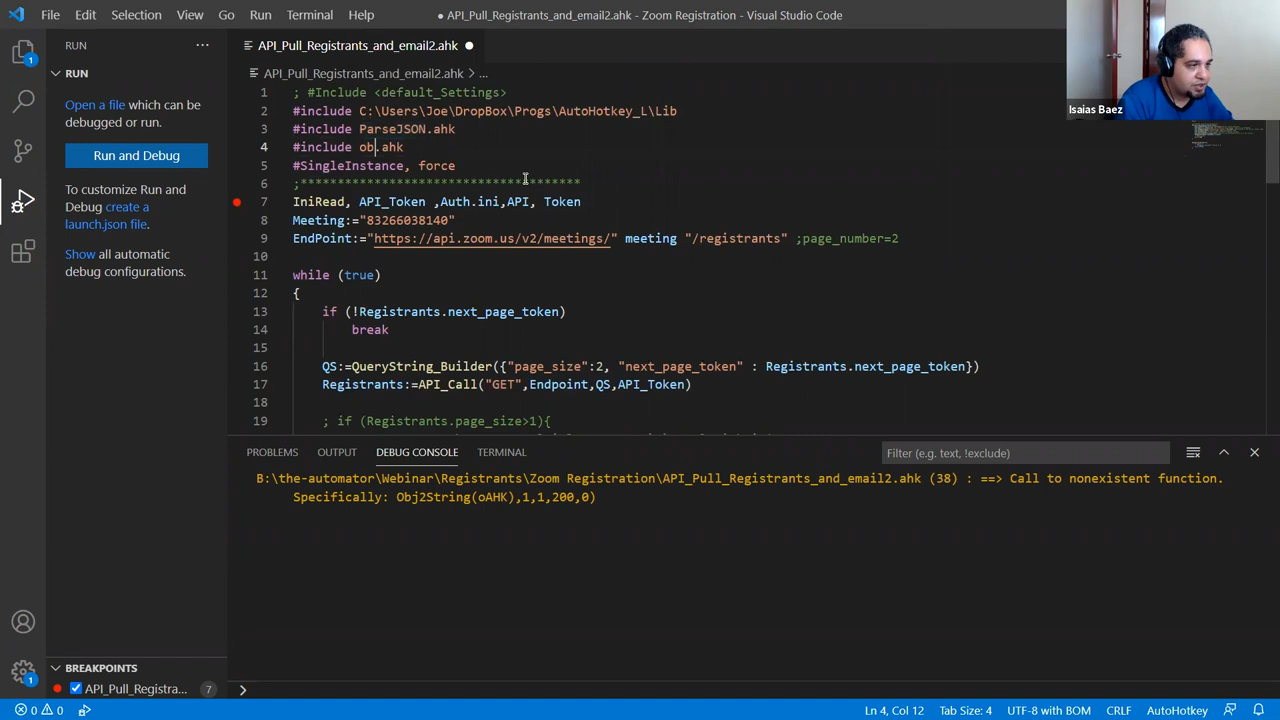 File Edit Selection View Go Run Terminal Help
● API_Pull_Registrants_and_email2.ahk - Zoom Registration - Visual Studio Code
RUN ···
API_Pull_Registrants_and_email2.ahk ●
RUN
API_Pull_Registrants_and_email2.ahk > ...
Open a file which can be
debugged or run.
Run and Debug
To customize Run and
Debug create a
launch.json file.
Show all automatic
debug configurations.
1 ; #Include <default_Settings>
2 #include C:\Users\Joe\DropBox\Progs\AutoHotkey_L\Lib
3 #include ParseJSON.ahk
4 #include ob.ahk
5 #SingleInstance, force
6 ;**************************************
7 IniRead, API_Token ,Auth.ini,API, Token
8 Meeting:="83266038140"
9 EndPoint:="https://api.zoom.us/v2/meetings/" meeting "/registrants" ;page_number=2
10
11 while (true)
12 {
13 if (!Registrants.next_page_token)
14 break
15
16 QS:=QueryString_Builder({"page_size":2, "next_page_token" : Registrants.next_page_token})
17 Registrants:=API_Call("GET",Endpoint,QS,API_Token)
18
19 ; if (Registrants.page_size>1){
Isaias Baez
PROBLEMS OUTPUT DEBUG CONSOLE TERMINAL
Filter (e.g. text, !exclude)
B:\the-automator\Webinar\Registrants\Zoom Registration\API_Pull_Registrants_and_email2.ahk (38) : ==> Call to nonexistent function.
Specifically: Obj2String(oAHK),1,1,200,0)
BREAKPOINTS
API_Pull_Registra... 7
>
0 0
Ln 4, Col 12 Tab Size: 4 UTF-8 with BOM CRLF AutoHotkey
1
1